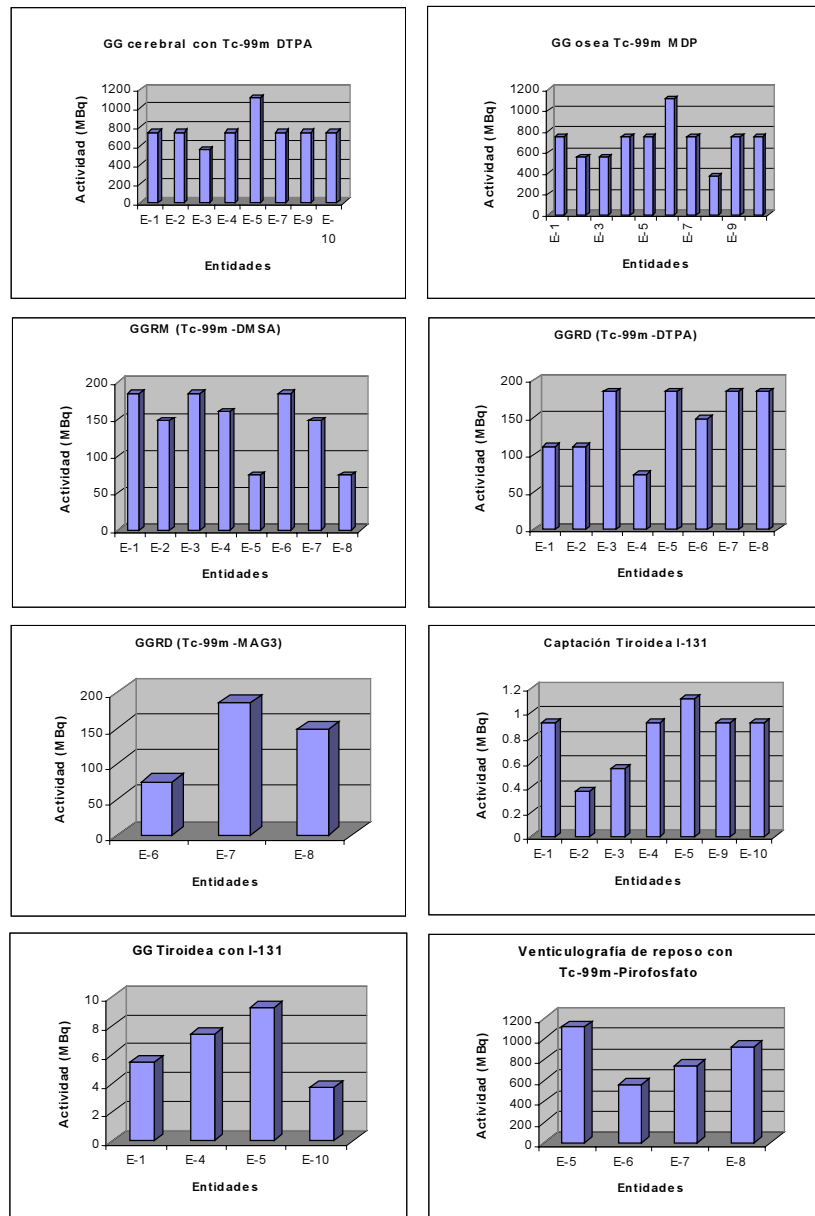 GG cerebral con Tc-99m DTPA
Actividad (MBq)
1200
1000
800
600
400
200
0
E-1 E-2 E-3 E-4 E-5 E-7 E-9 E-
10
Entidades
GG osea Tc-99m MDP
Actividad (MBq)
1200
1000
800
600
400
200
0
E-1 E-3 E-5 E-7 E-9
Entidades
GGRM (Tc-99m-DMSA)
Actividad (MBq)
200
150
100
50
0
E-1 E-2 E-3 E-4 E-5 E-6 E-7 E-8
Entidades
GGRD (Tc-99m-DTPA)
Actividad (MBq)
200
150
100
50
0
E-1 E-2 E-3 E-4 E-5 E-6 E-7 E-8
Entidades
GGRD (Tc-99m-MAG3)
Actividad (MBq)
200
150
100
50
0
E-6 E-7 E-8
Entidades
Captación Tiroidea I-131
Actividad (MBq)
1.2
1
0.8
0.6
0.4
0.2
0
E-1 E-2 E-3 E-4 E-5 E-9 E-10
Entidades
GG Tiroidea con I-131
Actividad (MBq)
10
8
6
4
2
0
E-1 E-4 E-5 E-10
Entidades
Venticulografía de reposo con
Tc-99m-Pirofosfato
Actividad (MBq)
1200
1000
800
600
400
200
0
E-5 E-6 E-7 E-8
Entidades